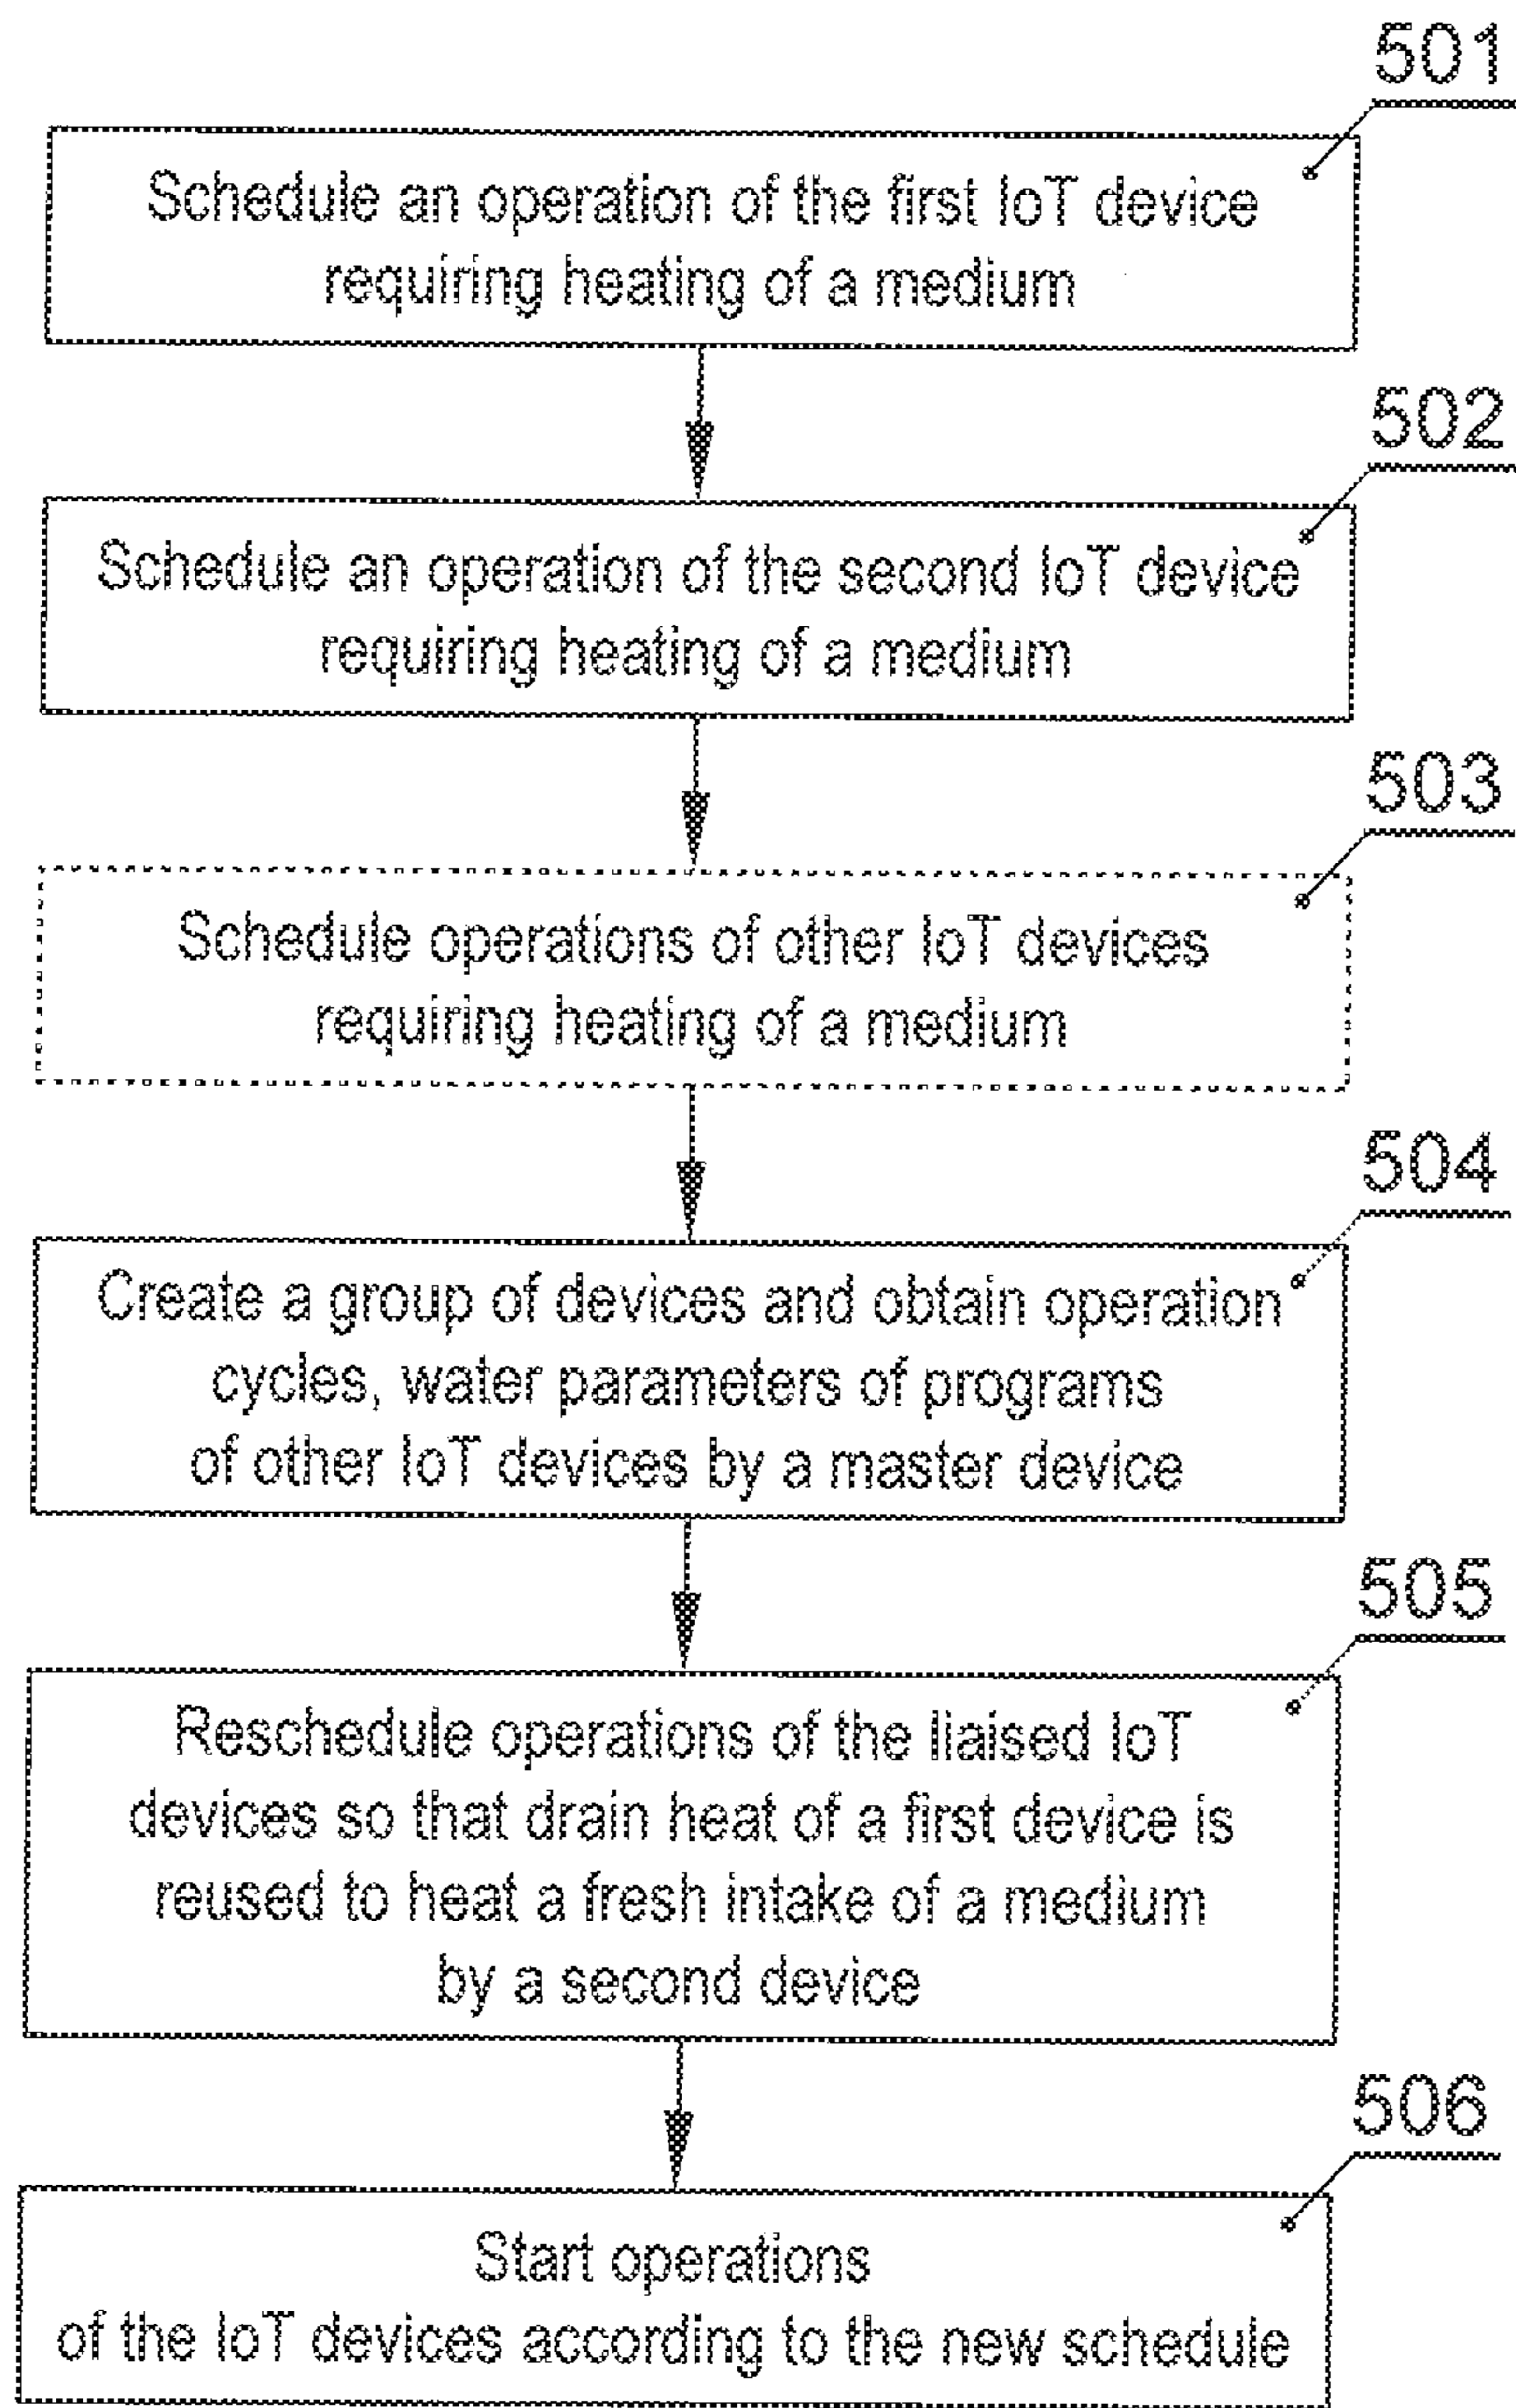 501
Schedule an operation of the first IoT device
requiring heating of a medium
502
Schedule an operation of the second IoT device
requiring heating of a medium
503
Schedule operations of other IoT devices
requiring heating of a medium
504
Create a group of devices and obtain operation
cycles, water parameters of programs
of other IoT devices by a master device
505
Reschedule operations of the liaised IoT
devices so that drain heat of a first device is
reused to heat a fresh intake of a medium
by a second device
506
Start operations
of the IoT devices according to the new schedule